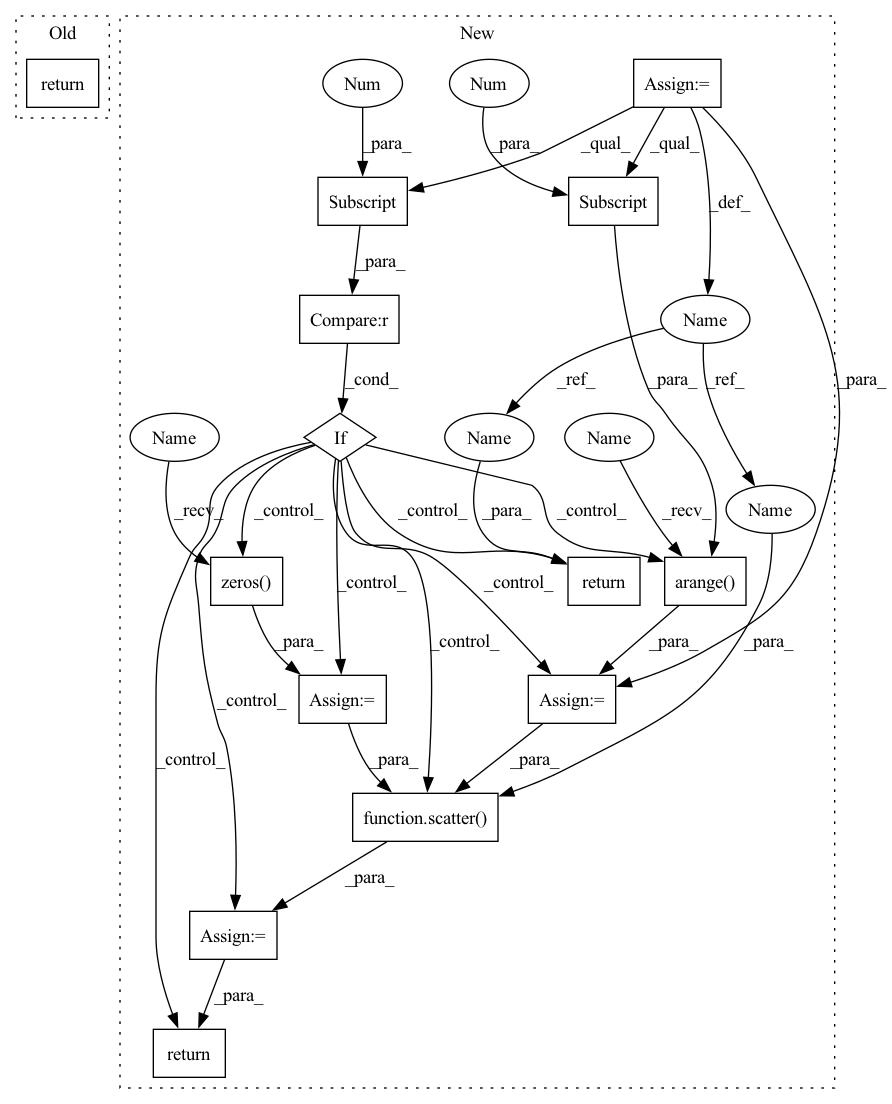 Old
New
return
Num
Num
Assign:=
_para_
_para_
_qual_
_qual_
Subscript
Subscript
_def_
_para_
Compare:r
Name
_cond_
_ref_
_para_
_ref_
_para_
Name
If
Name
Name
Name
_recv_
_control_
_control_
_para_
_control_
_recv_
zeros()
return
arange()
_para_
_control_
_control_
_control_
_para_
_para_
_control_
Assign:=
Assign:=
_control_
_para_
_para_
function.scatter()
_para_
Assign:=
_para_
return